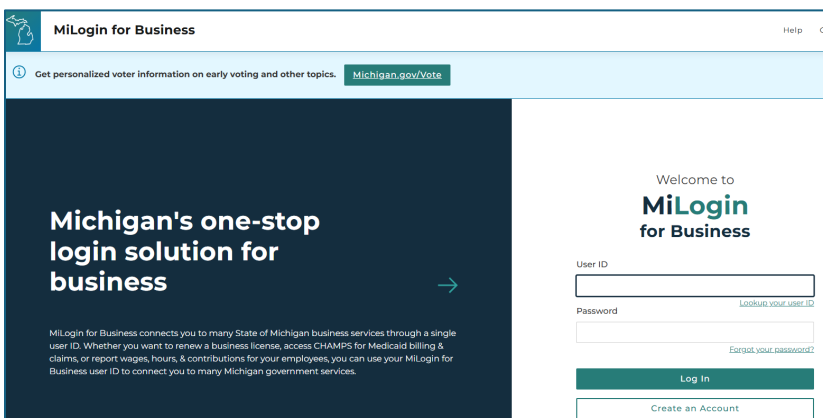 MiLogin for Business
Help
Get personalized voter information on early voting and other topics. Michigan.gov/Vote
Michigan's one-stop
login solution for
business
MiLogin for Business connects you to many State of Michigan business services through a single
user ID. Whether you want to renew a business license, access CHAMPS for Medicaid billing &
claims, or report wages, hours, & contributions for your employees, you can use your MiLogin for
Business user ID to connect you to many Michigan government services.
Welcome to
MiLogin
for Business
User ID
Lookup your user ID
Password
Forgot your password?
Log In
Create an Account